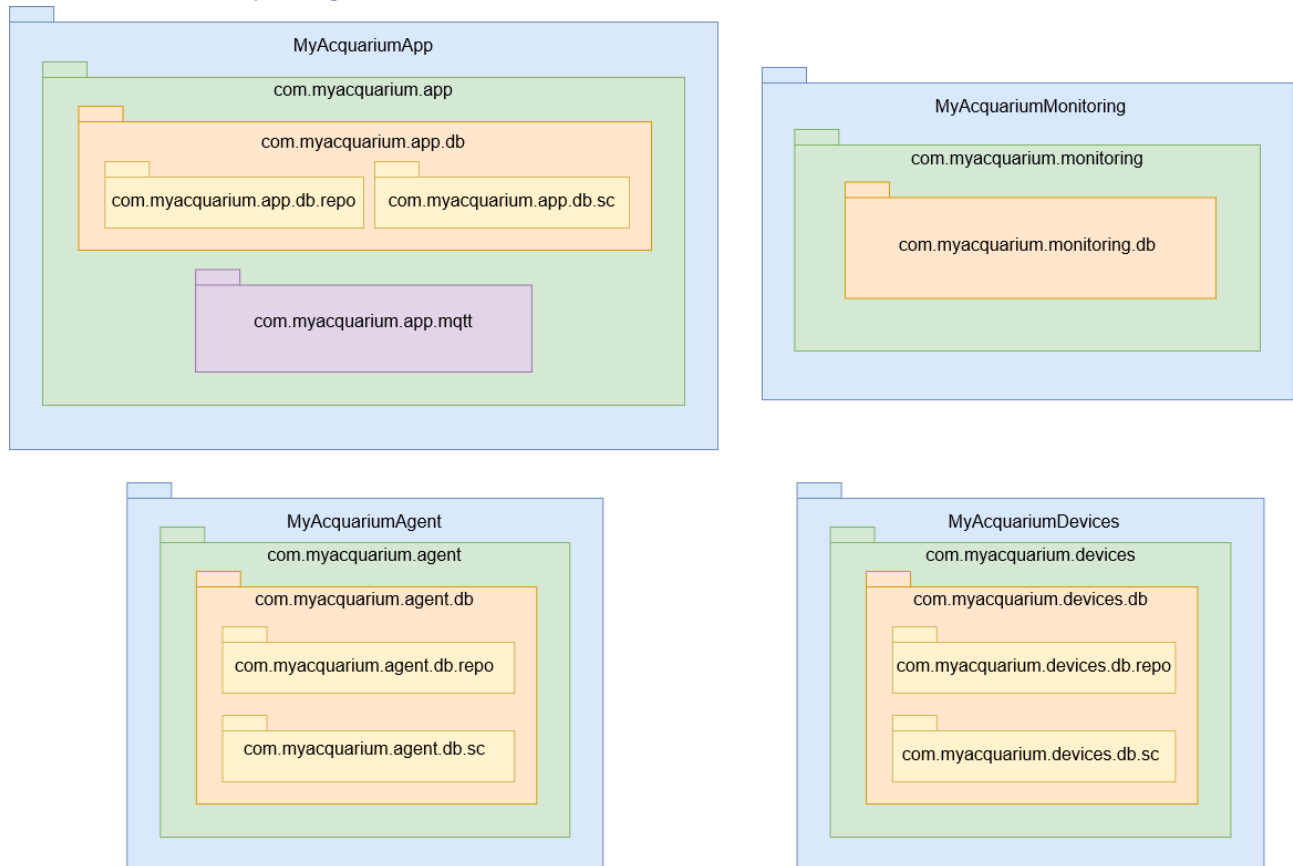 MyAcquariumApp
com.myacquarium.app
com.myacquarium.app.db
com.myacquarium.app.db.repo
com.myacquarium.app.db.sc
com.myacquarium.app.mqtt
MyAcquariumMonitoring
com.myacquarium.monitoring
com.myacquarium.monitoring.db
MyAcquariumAgent
com.myacquarium.agent
com.myacquarium.agent.db
com.myacquarium.agent.db.repo
com.myacquarium.agent.db.sc
MyAcquariumDevices
com.myacquarium.devices
com.myacquarium.devices.db
com.myacquarium.devices.db.repo
com.myacquarium.devices.db.sc